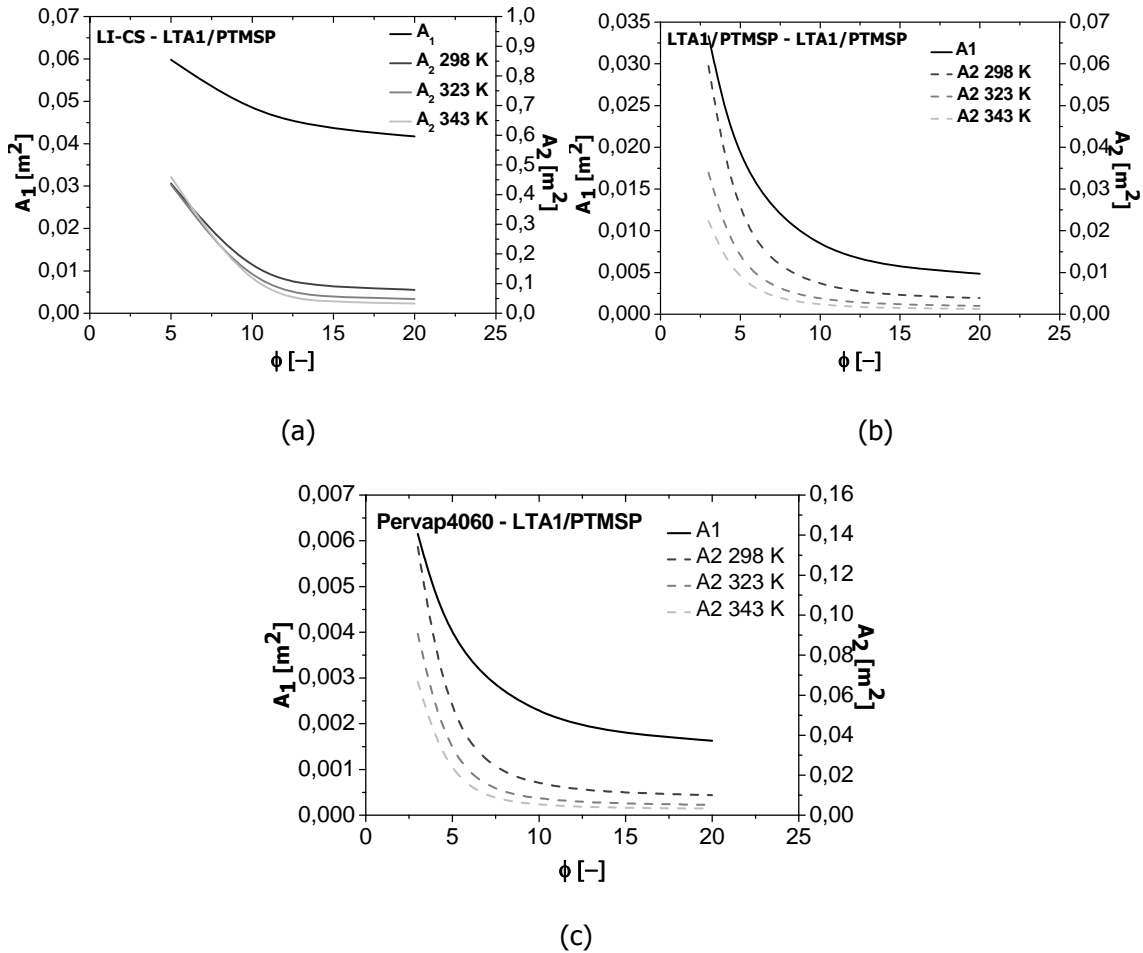 LI-CS - LTA1/PTMSP
A1
A2 298 K
A2 323 K
A2 343 K
0,07
0,06
0,05
0,04
0,03
0,02
0,01
0,00
A1 [m2]
1,0
0,9
0,8
0,7
0,6
0,5
0,4
0,3
0,2
0,1
0,0
A2 [m2]
0 5 10 15 20 25
ϕ [–]
(a)
LTA1/PTMSP - LTA1/PTMSP
A1
A2 298 K
A2 323 K
A2 343 K
0,035
0,030
0,025
0,020
0,015
0,010
0,005
0,000
A1 [m2]
0,07
0,06
0,05
0,04
0,03
0,02
0,01
0,00
A2 [m2]
0 5 10 15 20 25
ϕ [–]
(b)
Pervap4060 - LTA1/PTMSP
A1
A2 298 K
A2 323 K
A2 343 K
0,007
0,006
0,005
0,004
0,003
0,002
0,001
0,000
A1 [m2]
0,16
0,14
0,12
0,10
0,08
0,06
0,04
0,02
0,00
A2 [m2]
0 5 10 15 20 25
ϕ [–]
(c)